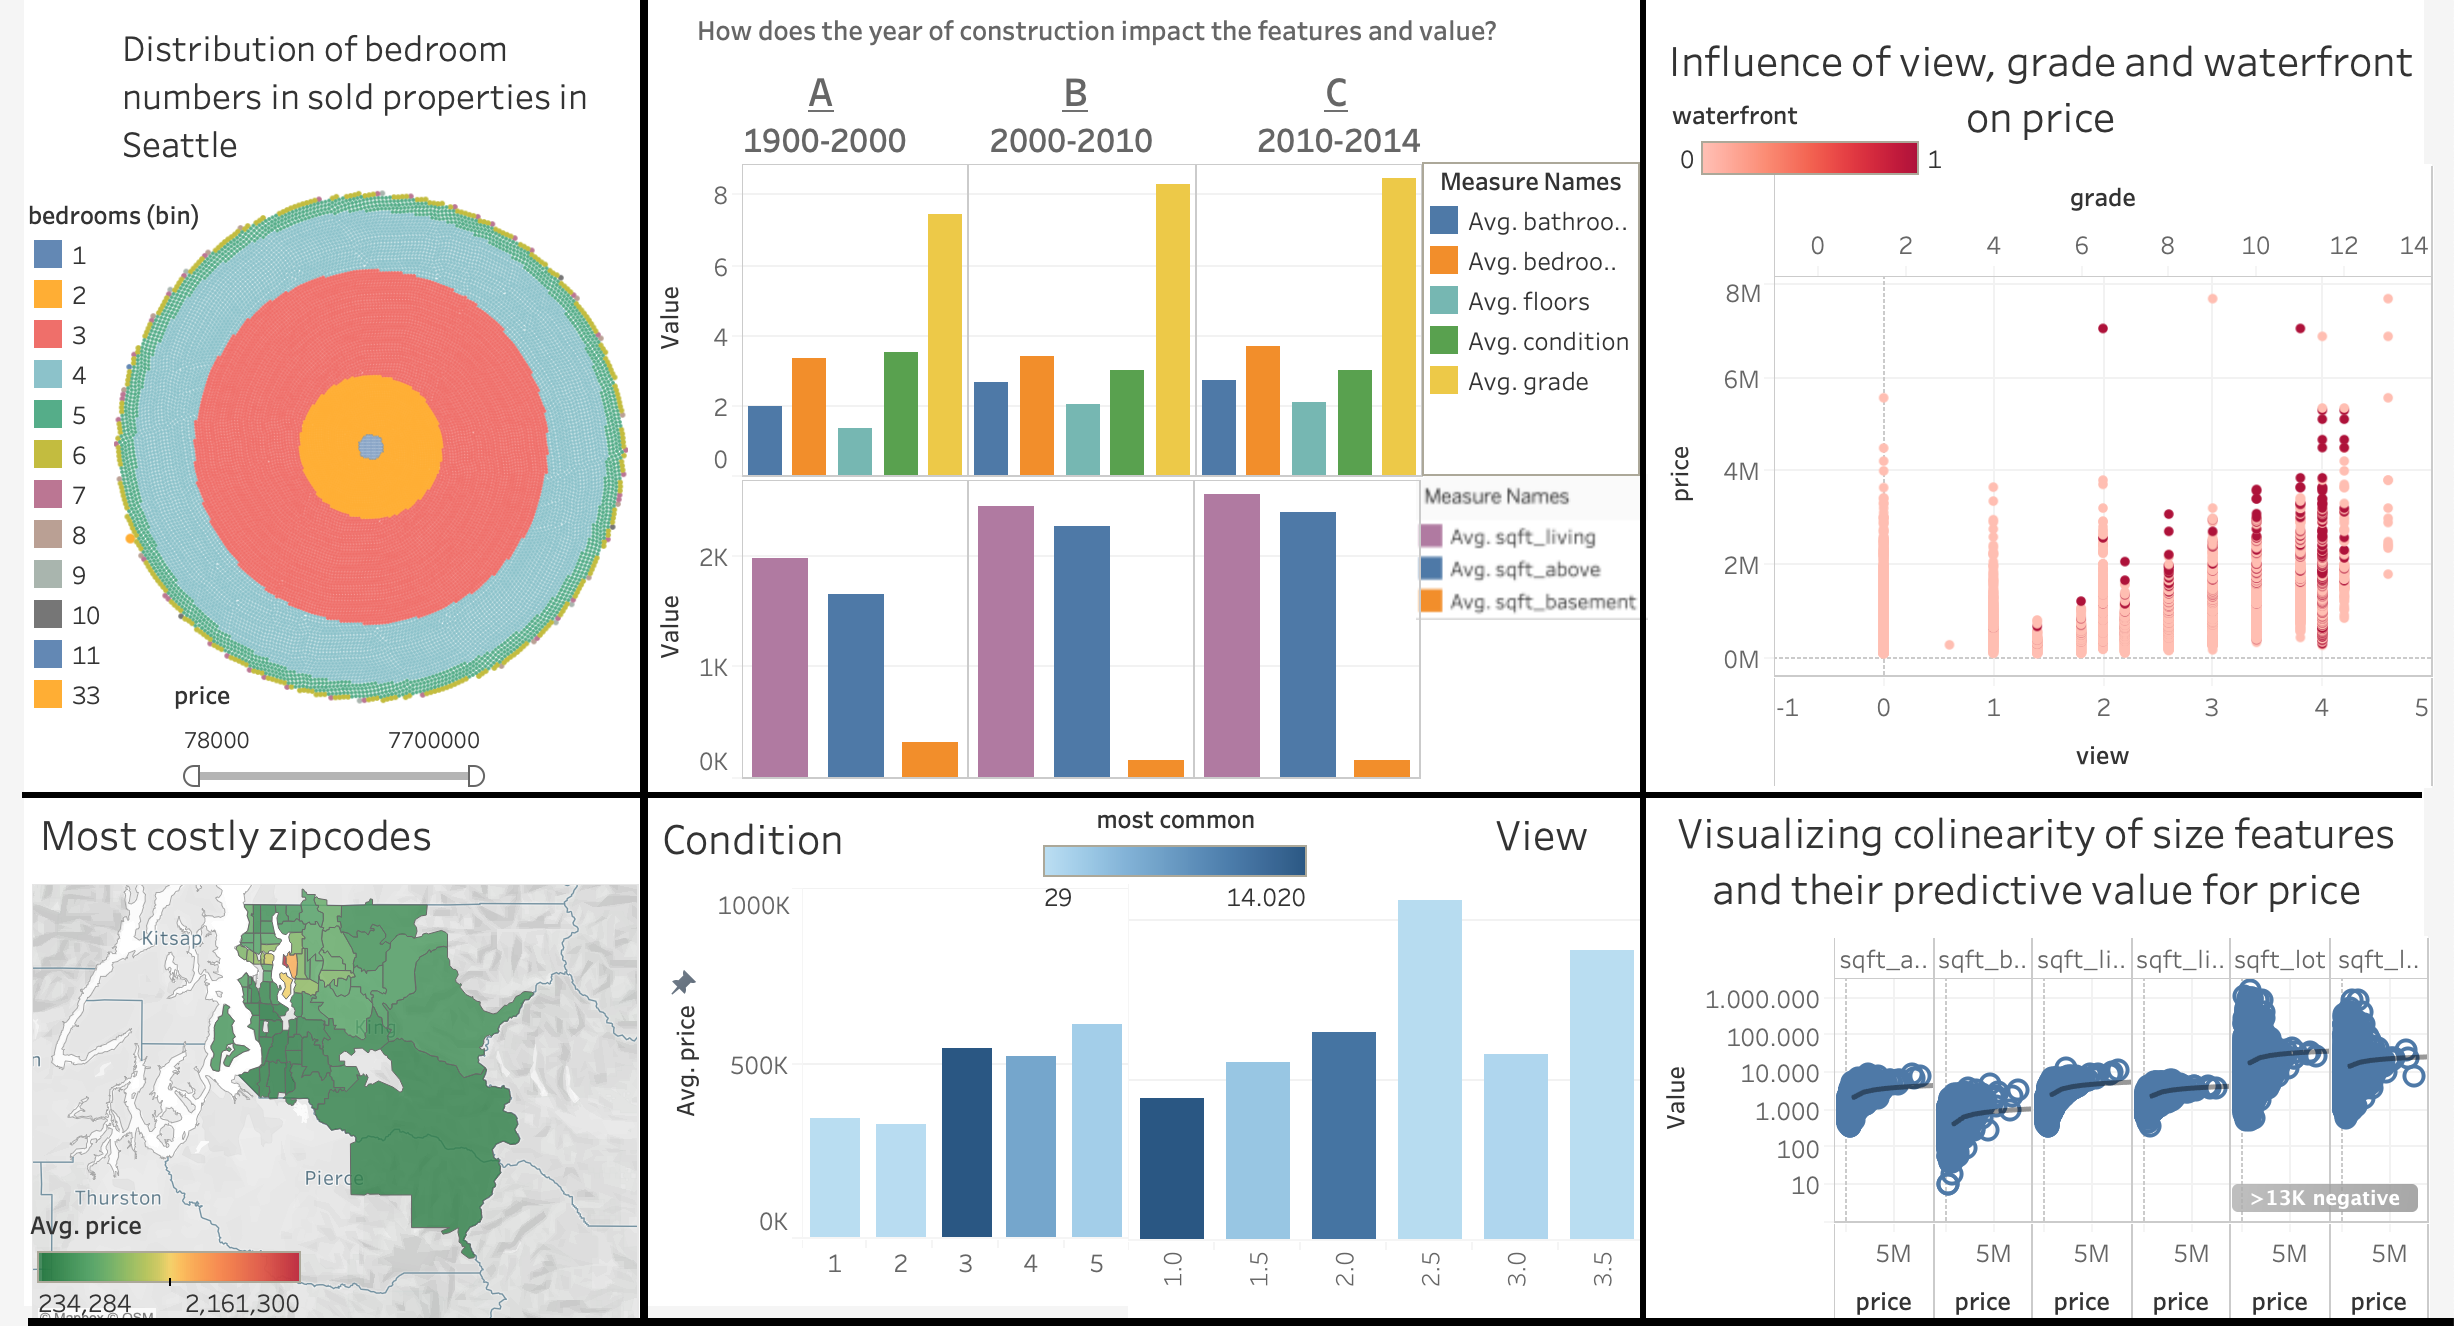 Distribution of bedroom
numbers in sold properties in
Seattle
bedrooms (bin)
1
2
3
4
5
6
7
8
9
10
11
33
price
78000 7700000
How does the year of construction impact the features and value?
A B C
1900-2000 2000-2010 2010-2014
8
6
4
2
0
Value
Measure Names
Avg. bathroo..
Avg. bedroo..
Avg. floors
Avg. condition
Avg. grade
2K
1K
0K
Value
Measure Names
Avg. sqft_living
Avg. sqft_above
Avg. sqft_basement
Influence of view, grade and waterfront
on price
waterfront
0 1
grade
0 2 4 6 8 10 12 14
8M
6M
4M
2M
0M
price
-1 0 1 2 3 4 5
view
Most costly zipcodes
Kitsap
King
Pierce
Thurston
n
Avg. price
234,284 2,161,300
© Mapbox © OSM
Condition
most common
View
29 14.020
1000K
500K
0K
Avg. price
1 2 3 4 5 1.0 1.5 2.0 2.5 3.0 3.5
Visualizing colinearity of size features
and their predictive value for price
sqft_a.. sqft_b.. sqft_li.. sqft_li.. sqft_lot sqft_l..
1.000.000
100.000
10.000
1.000
100
10
Value
>13K negative
5M 5M 5M 5M 5M 5M
price price price price price price